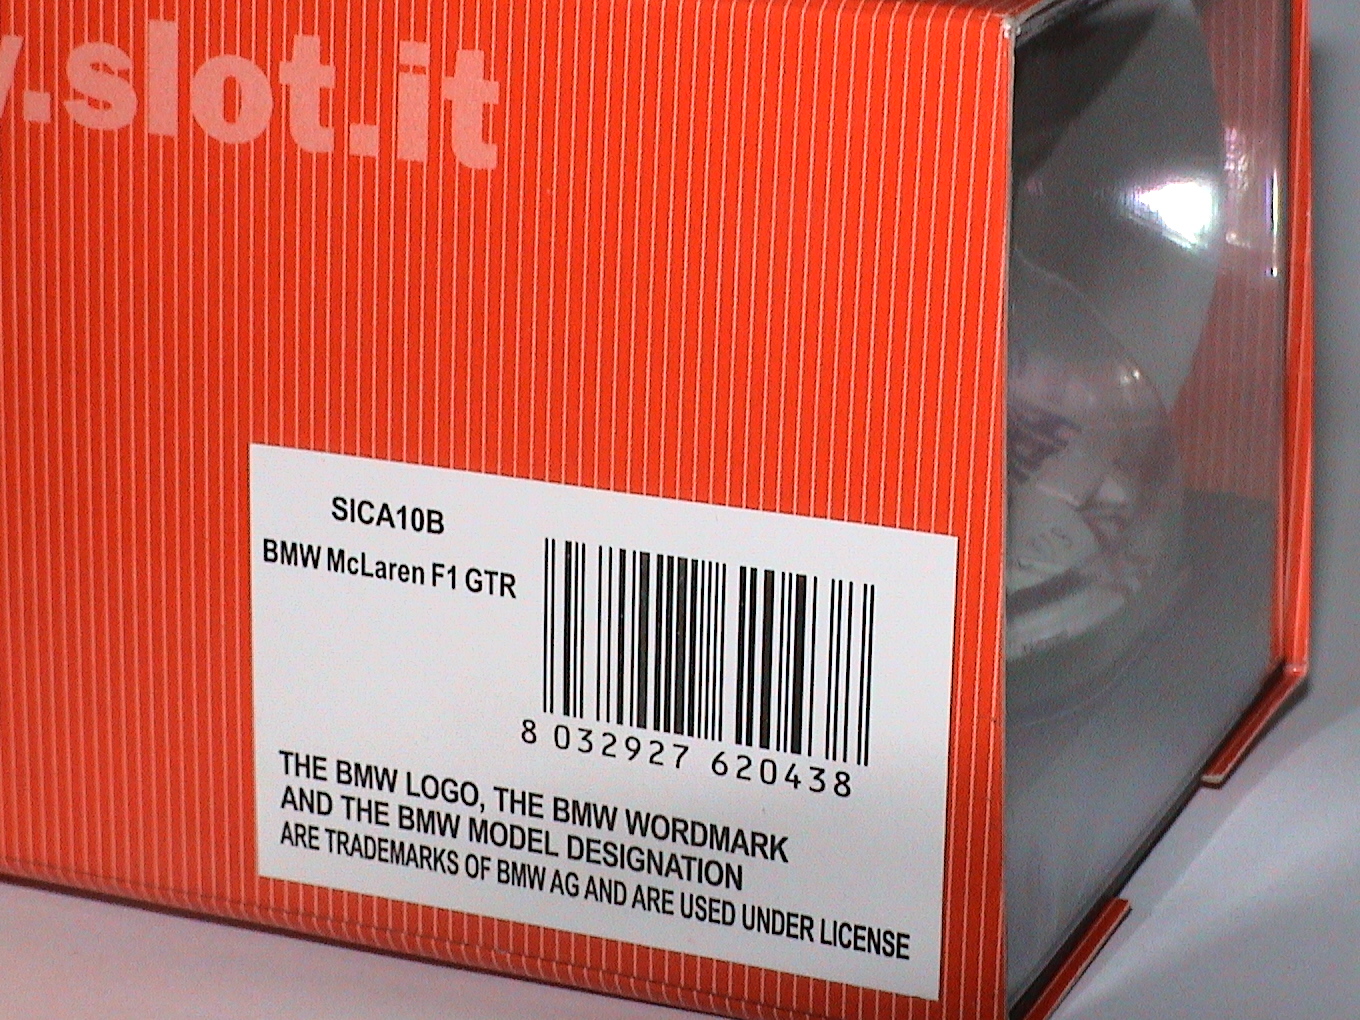 .slot.it
SICA10B
BMW McLaren F1 GTR
8 032927 620438
THE BMW LOGO, THE BMW WORDMARK
AND THE BMW MODEL DESIGNATION
ARE TRADEMARKS OF BMW AG AND ARE USED UNDER LICENSE